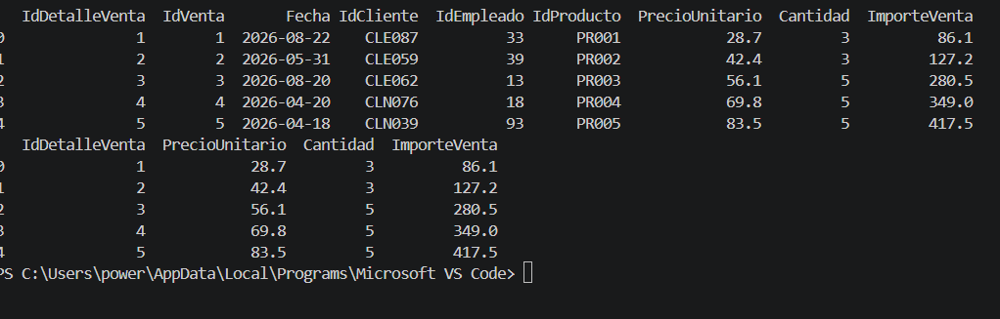 IdDetalleVenta IdVenta Fecha IdCliente IdEmpleado IdProducto PrecioUnitario Cantidad ImporteVenta
0 1 1 2026-08-22 CLE087 33 PR001 28.7 3 86.1
1 2 2 2026-05-31 CLE059 39 PR002 42.4 3 127.2
2 3 3 2026-08-20 CLE062 13 PR003 56.1 5 280.5
3 4 4 2026-04-20 CLN076 18 PR004 69.8 5 349.0
4 5 5 2026-04-18 CLN039 93 PR005 83.5 5 417.5
IdDetalleVenta PrecioUnitario Cantidad ImporteVenta
0 1 28.7 3 86.1
1 2 42.4 3 127.2
2 3 56.1 5 280.5
3 4 69.8 5 349.0
4 5 83.5 5 417.5
PS C:\Users\power\AppData\Local\Programs\Microsoft VS Code>